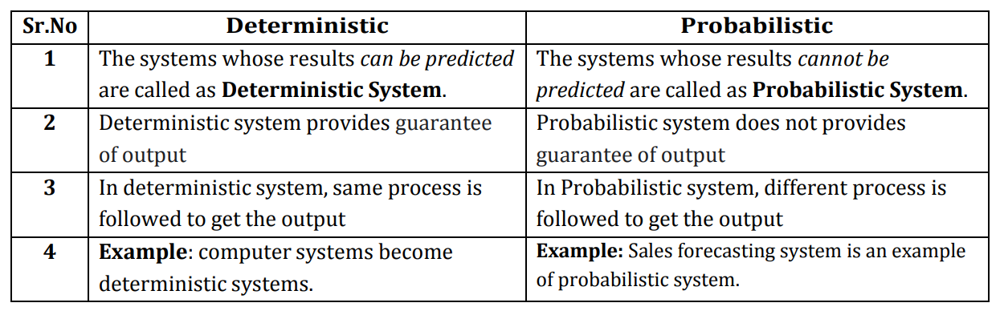 Sr.No Deterministic Probabilistic
1 The systems whose results can be predicted The systems whose results cannot be
are called as Deterministic System. predicted are called as Probabilistic System.
2 Deterministic system provides guarantee Probabilistic system does not provides
of output guarantee of output
3 In deterministic system, same process is In Probabilistic system, different process is
followed to get the output followed to get the output
4 Example: computer systems become Example: Sales forecasting system is an example
deterministic systems. of probabilistic system.